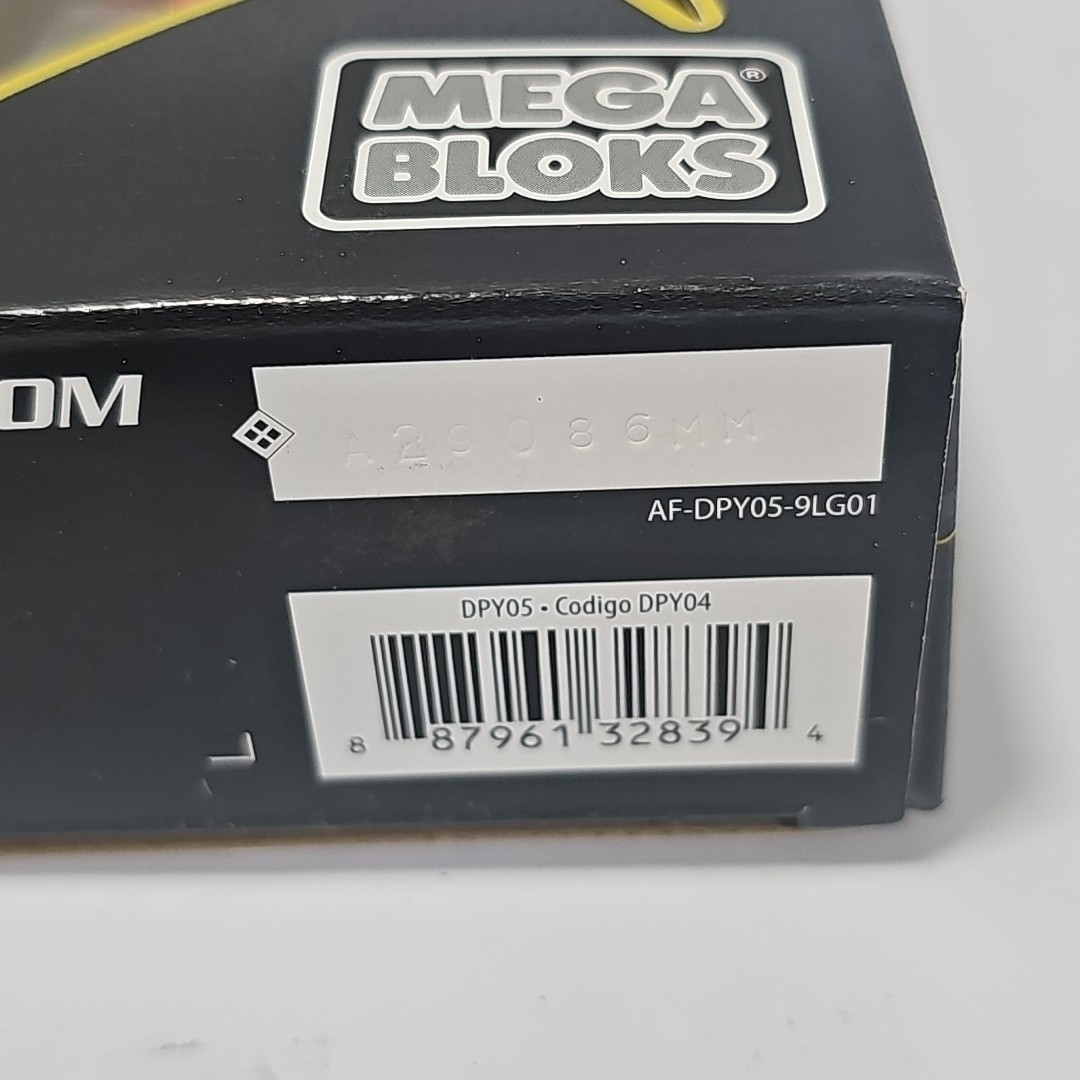 MEGA®
BLOKS
OM
A29086MM
AF-DPY05-9LG01
DPY05 • Codigo DPY04
8 87961 32839 4